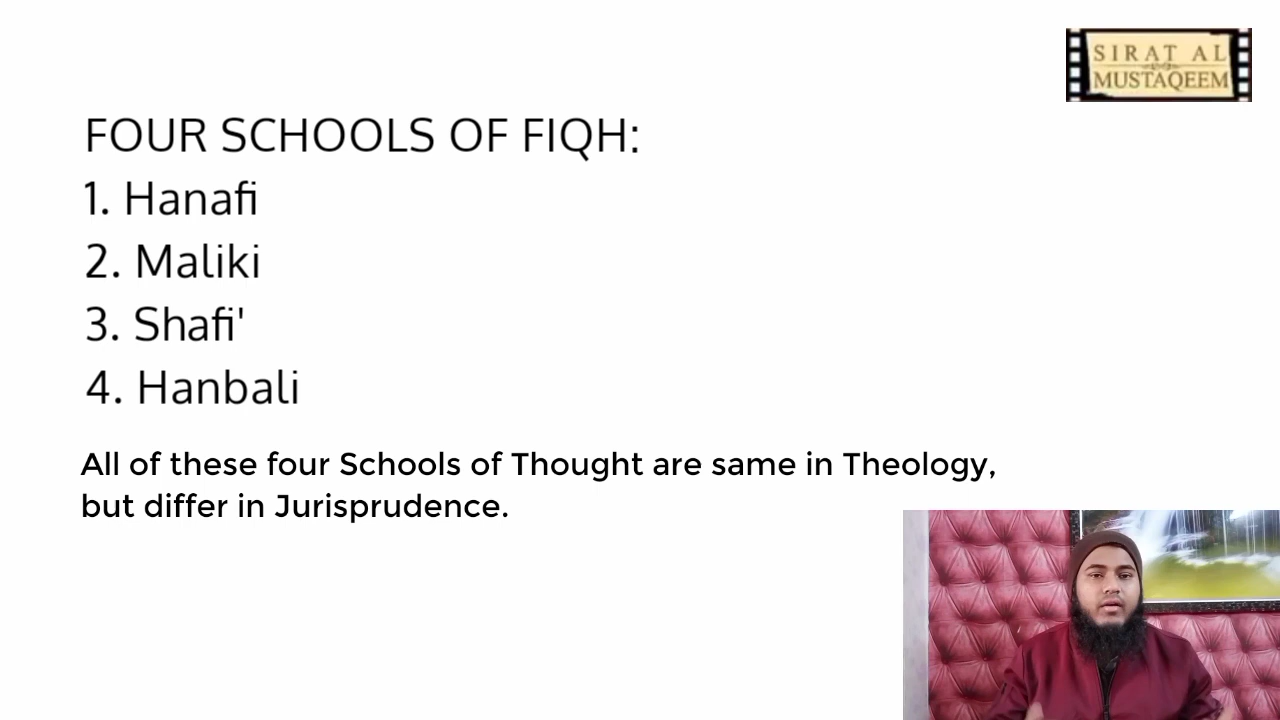 SIRAT AL
MUSTAQEEM
FOUR SCHOOLS OF FIQH:
1. Hanafi
2. Maliki
3. Shafi'
4. Hanbali
All of these four Schools of Thought are same in Theology,
but differ in Jurisprudence.